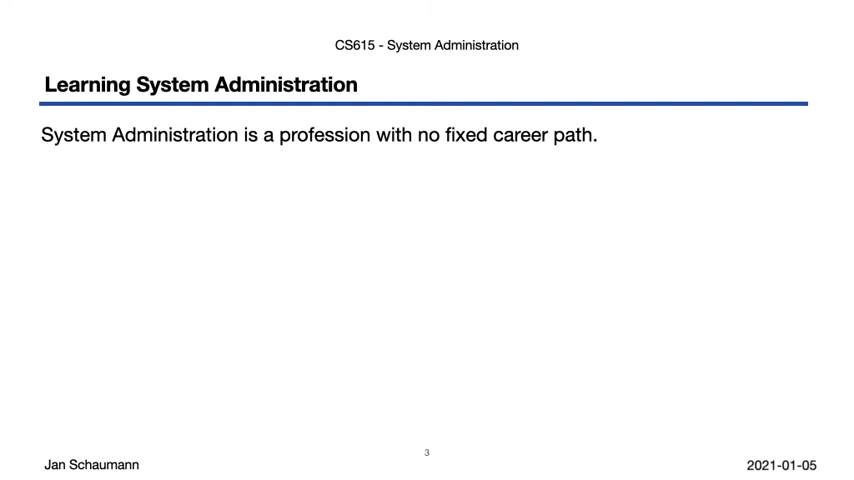 CS615 - System Administration
Learning System Administration
System Administration is a profession with no fixed career path.
3
Jan Schaumann
2021-01-05